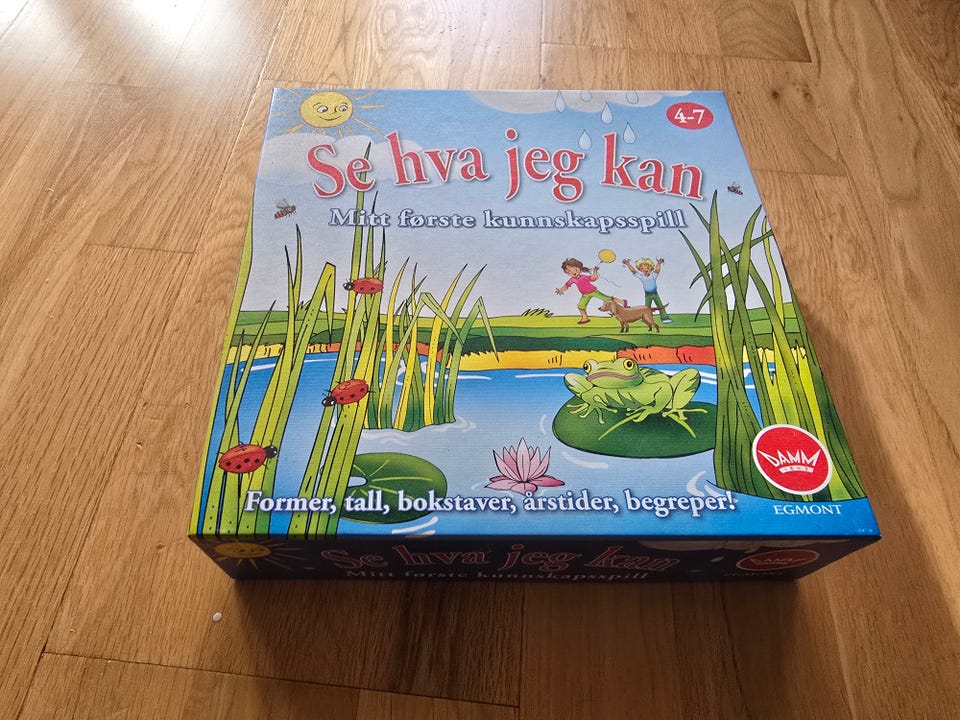 4-7
Se hva jeg kan
Mitt første kunnskapsspill
DAMM
Former, tall, bokstaver, årstider, begreper!
EGMONT
Se hva jeg kan
Mitt første kunnskapsspill
EGMONT